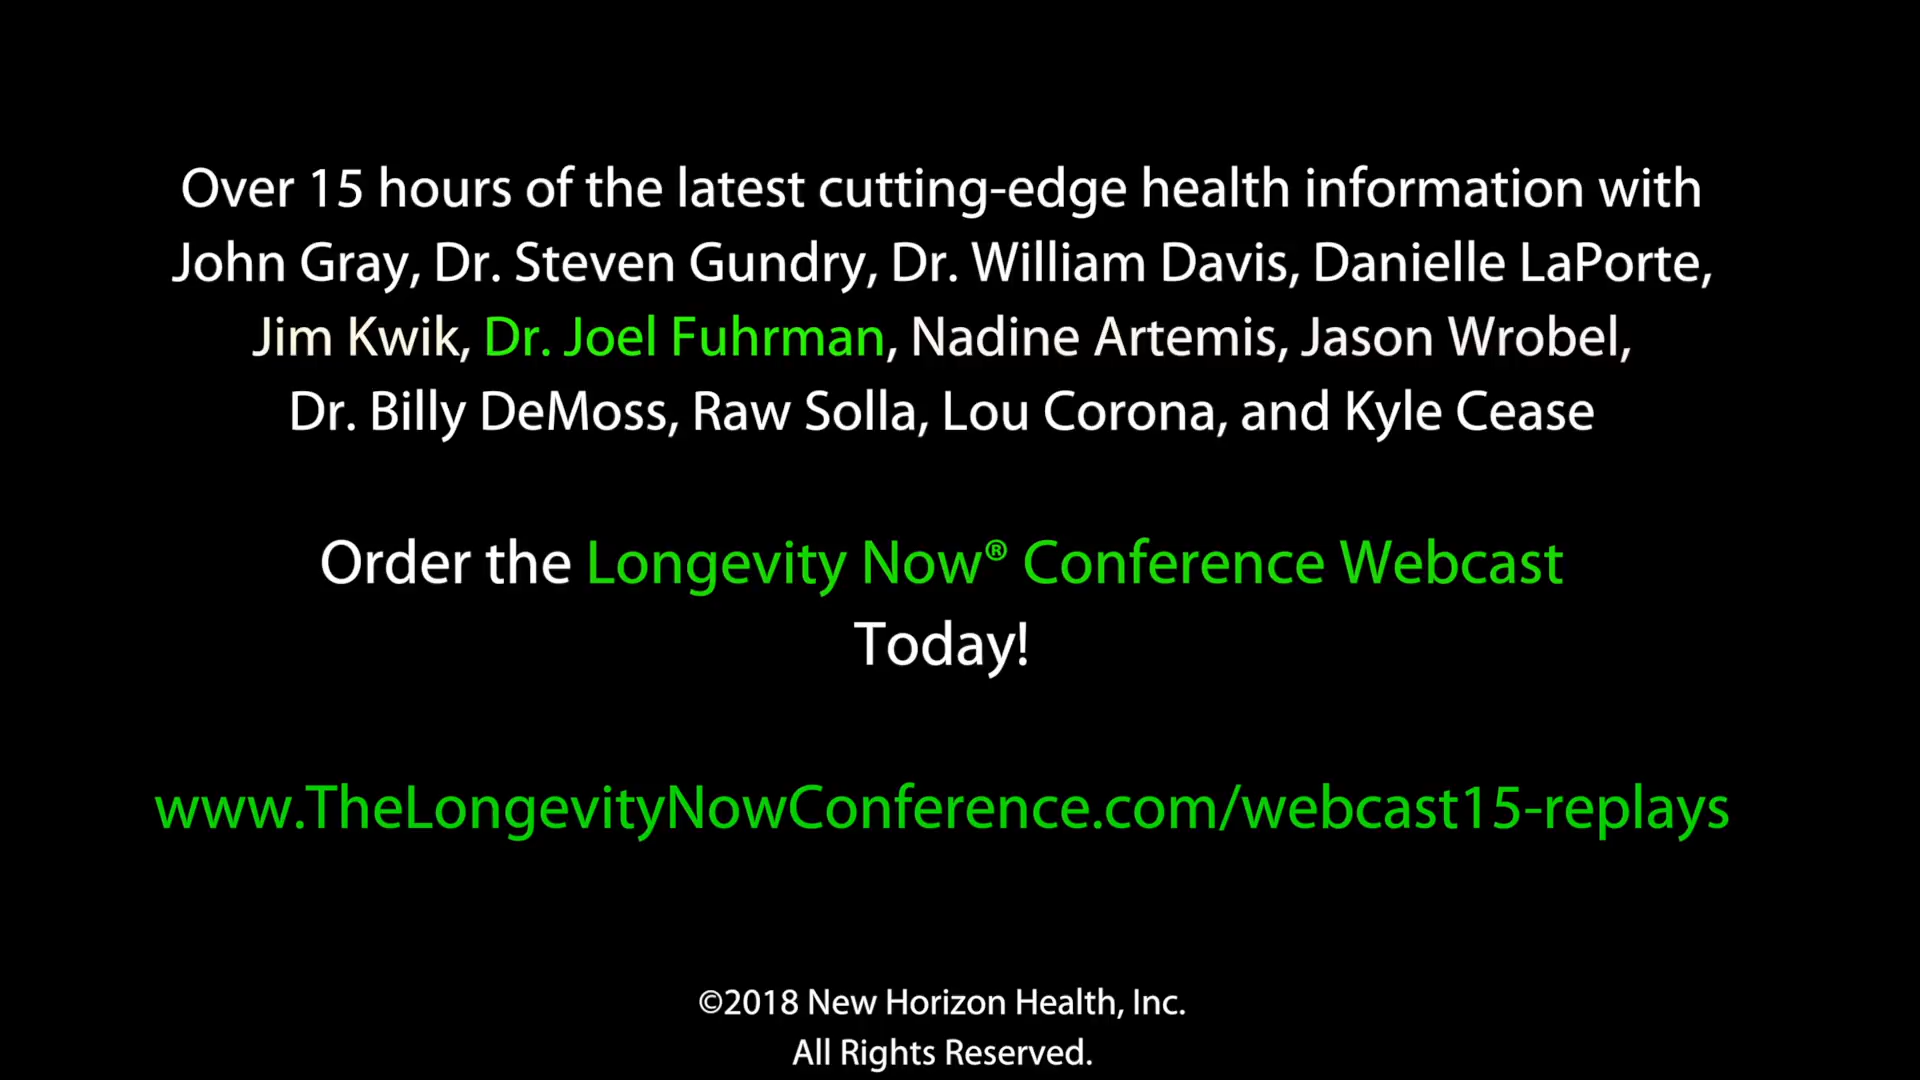 Over 15 hours of the latest cutting-edge health information with
John Gray, Dr. Steven Gundry, Dr. William Davis, Danielle LaPorte,
Jim Kwik, Dr. Joel Fuhrman, Nadine Artemis, Jason Wrobel,
Dr. Billy DeMoss, Raw Solla, Lou Corona, and Kyle Cease
Order the Longevity Now® Conference Webcast
Today!
www.TheLongevityNowConference.com/webcast15-replays
©2018 New Horizon Health, Inc.
All Rights Reserved.